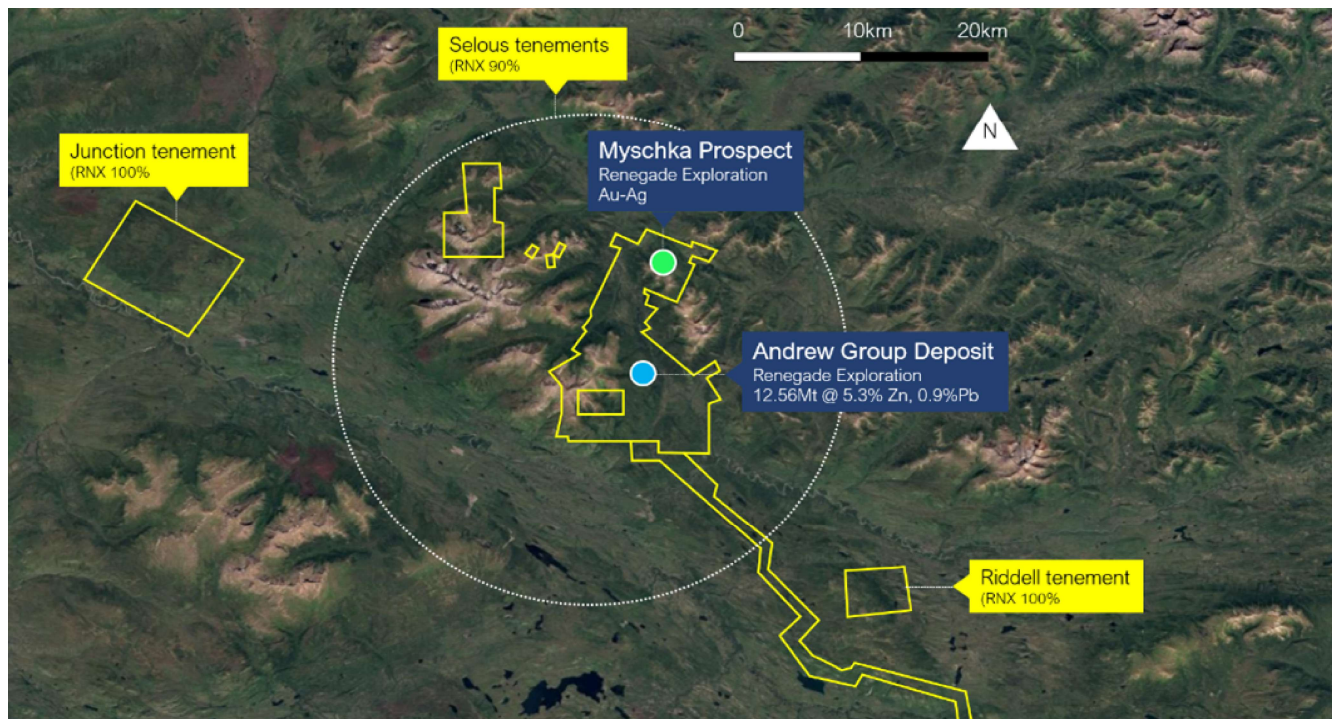 Selous tenements
(RNX 90%
0 10km 20km
N
Junction tenement
(RNX 100%
Myschka Prospect
Renegade Exploration
Au-Ag
Andrew Group Deposit
Renegade Exploration
12.56Mt @ 5.3% Zn, 0.9%Pb
Riddell tenement
(RNX 100%